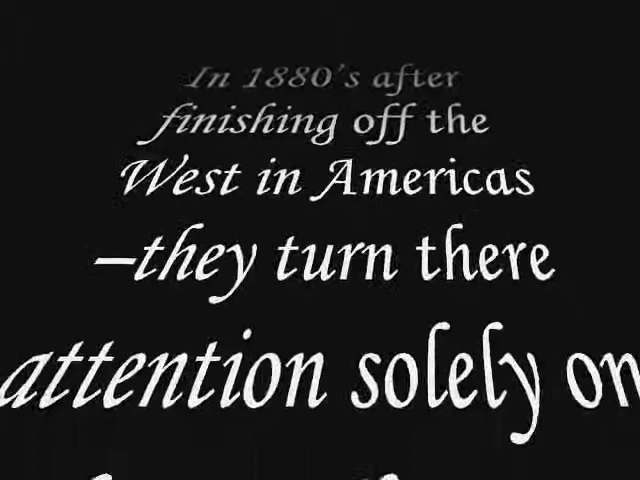 In 1880's after
finishing off the
West in Americas
–they turn there
attention solely on